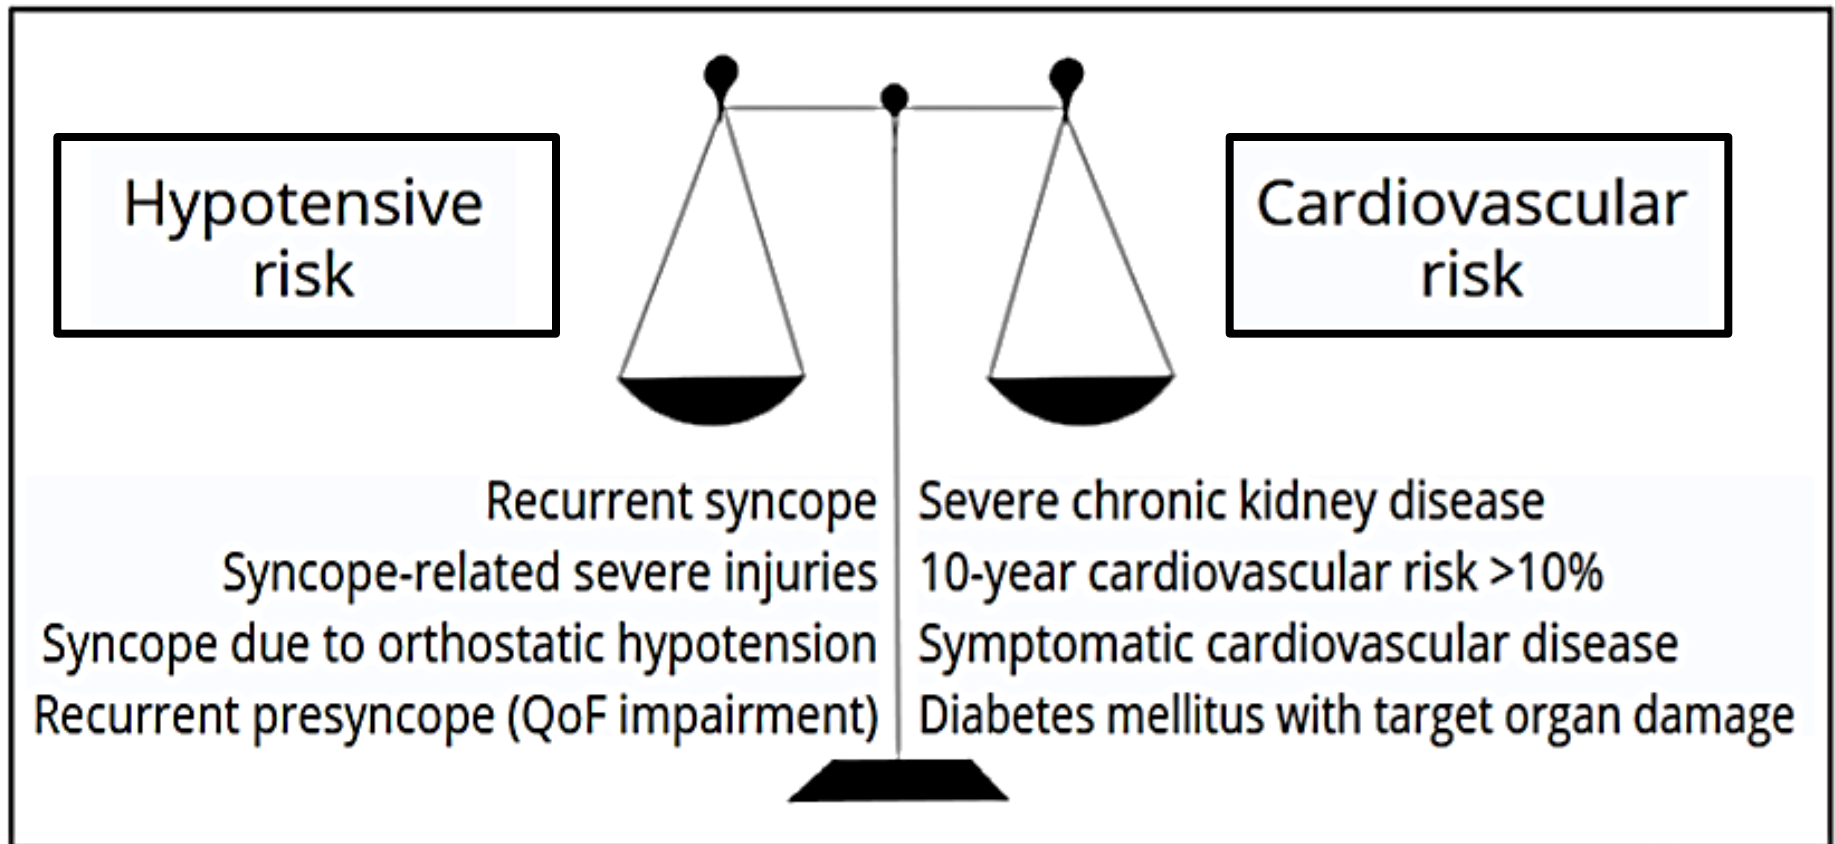 Hypotensive
risk
Cardiovascular
risk
Recurrent syncope
Syncope-related severe injuries
Syncope due to orthostatic hypotension
Recurrent presyncope (QoF impairment)
Severe chronic kidney disease
10-year cardiovascular risk >10%
Symptomatic cardiovascular disease
Diabetes mellitus with target organ damage